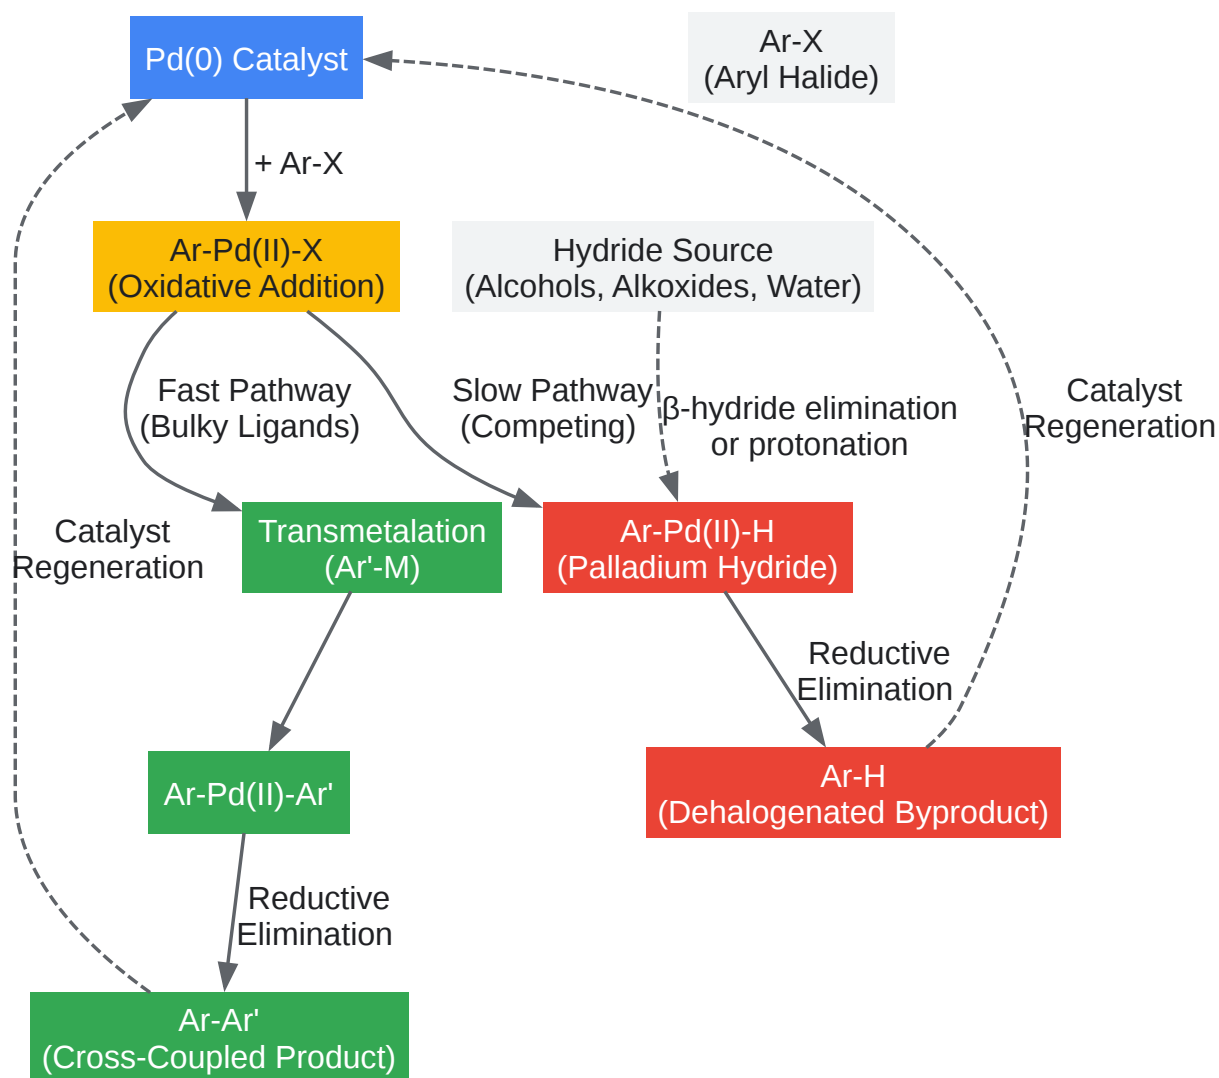 Pd(0) Catalyst
Ar-X
(Aryl Halide)
+ Ar-X
Ar-Pd(II)-X
(Oxidative Addition)
Hydride Source
(Alcohols, Alkoxides, Water)
Fast Pathway
(Bulky Ligands)
Slow Pathway
(Competing)
β-hydride elimination
or protonation
Catalyst
Regeneration
Catalyst
Regeneration
Transmetalation
(Ar'-M)
Ar-Pd(II)-H
(Palladium Hydride)
Reductive
Elimination
Ar-Pd(II)-Ar'
Ar-H
(Dehalogenated Byproduct)
Reductive
Elimination
Ar-Ar'
(Cross-Coupled Product)